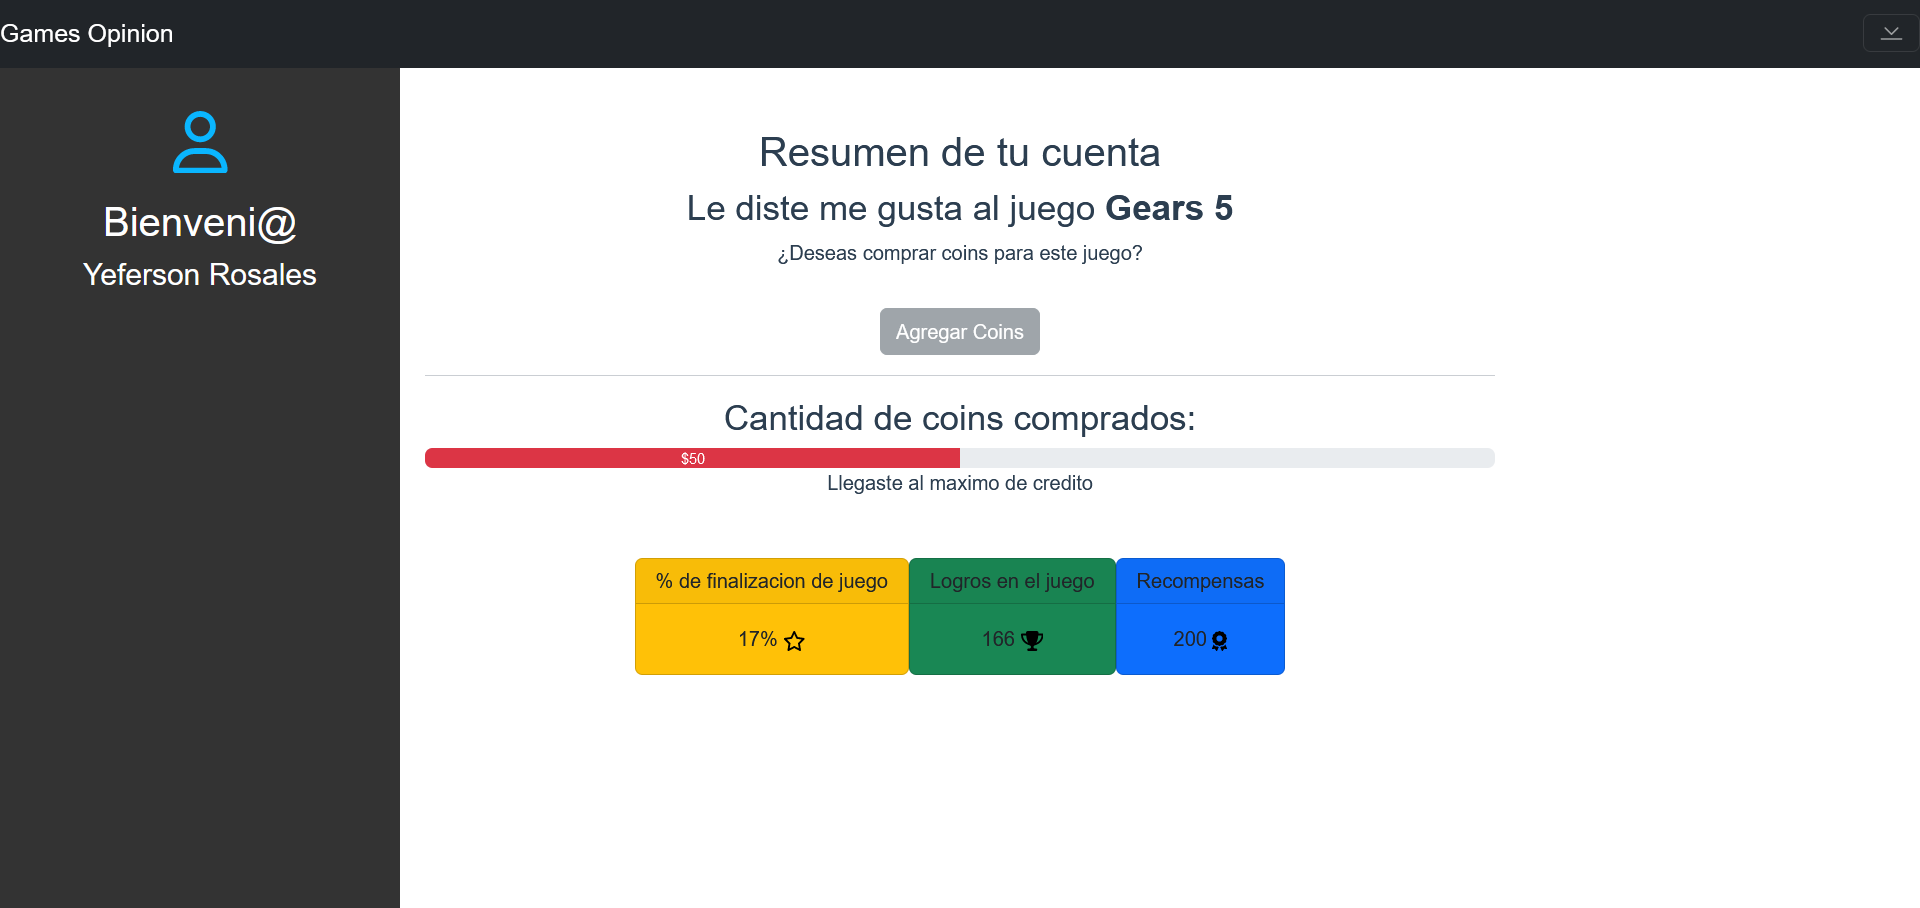 Games Opinion
Bienveni@
Yeferson Rosales
Resumen de tu cuenta
Le diste me gusta al juego Gears 5
¿Deseas comprar coins para este juego?
Agregar Coins
Cantidad de coins comprados:
$50
Llegaste al maximo de credito
% de finalizacion de juego
17%
Logros en el juego
166
Recompensas
200